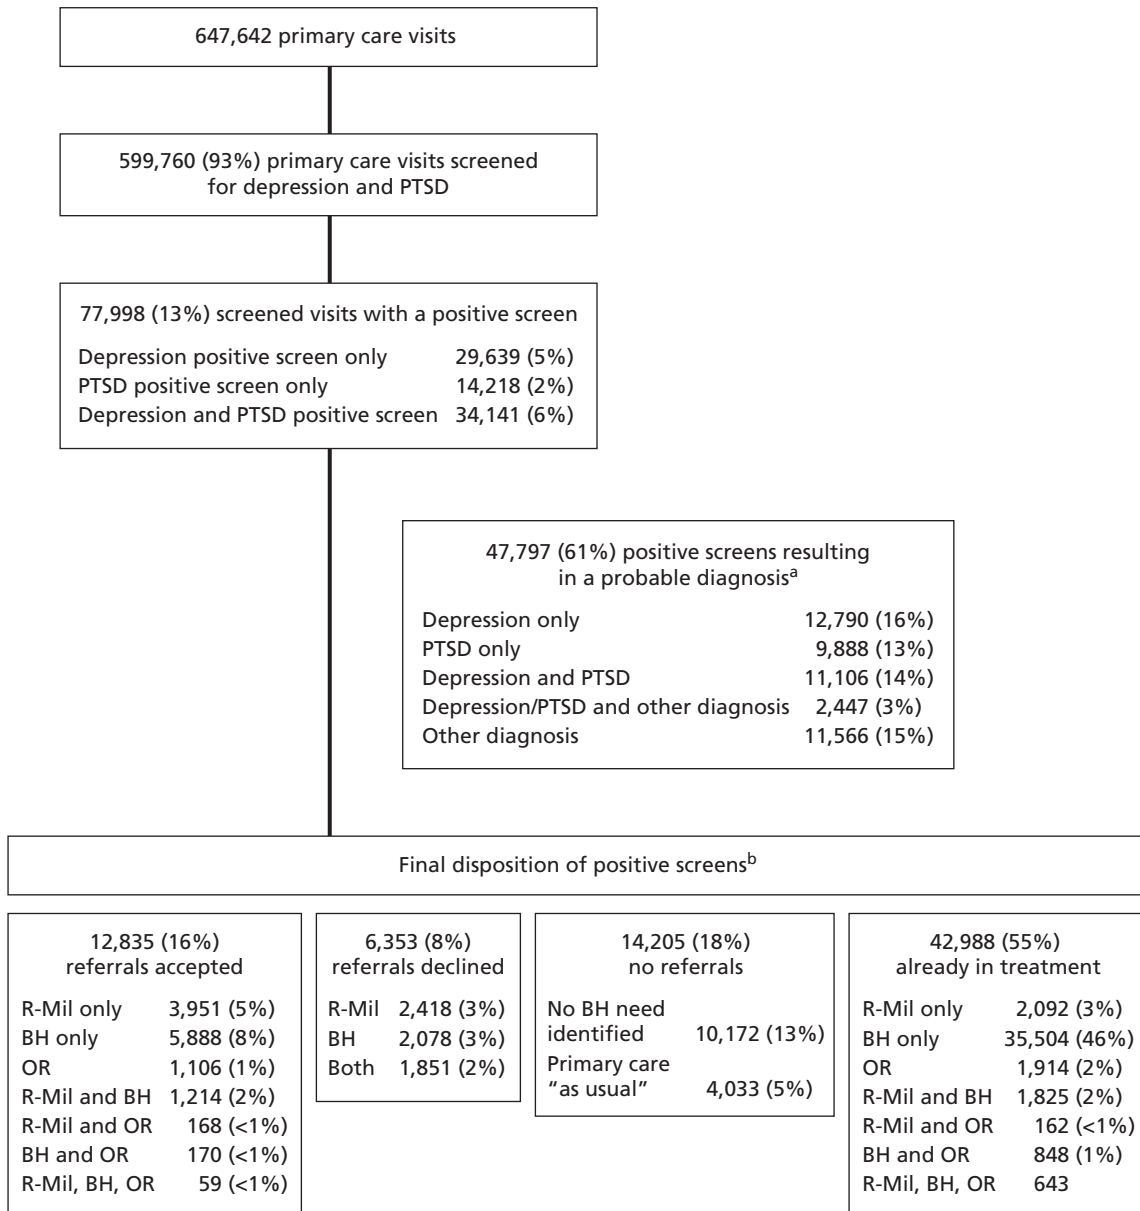 647,642 primary care visits
599,760 (93%) primary care visits screened
for depression and PTSD
77,998 (13%) screened visits with a positive screen
Depression positive screen only 29,639 (5%)
PTSD positive screen only 14,218 (2%)
Depression and PTSD positive screen 34,141 (6%)
47,797 (61%) positive screens resulting
in a probable diagnosisa
Depression only 12,790 (16%)
PTSD only 9,888 (13%)
Depression and PTSD 11,106 (14%)
Depression/PTSD and other diagnosis 2,447 (3%)
Other diagnosis 11,566 (15%)
Final disposition of positive screensb
12,835 (16%)
referrals accepted
R-Mil only 3,951 (5%)
BH only 5,888 (8%)
OR 1,106 (1%)
R-Mil and BH 1,214 (2%)
R-Mil and OR 168 (<1%)
BH and OR 170 (<1%)
R-Mil, BH, OR 59 (<1%)
6,353 (8%)
referrals declined
R-Mil 2,418 (3%)
BH 2,078 (3%)
Both 1,851 (2%)
14,205 (18%)
no referrals
No BH need
identified 10,172 (13%)
Primary care
“as usual” 4,033 (5%)
42,988 (55%)
already in treatment
R-Mil only 2,092 (3%)
BH only 35,504 (46%)
OR 1,914 (2%)
R-Mil and BH 1,825 (2%)
R-Mil and OR 162 (<1%)
BH and OR 848 (1%)
R-Mil, BH, OR 643